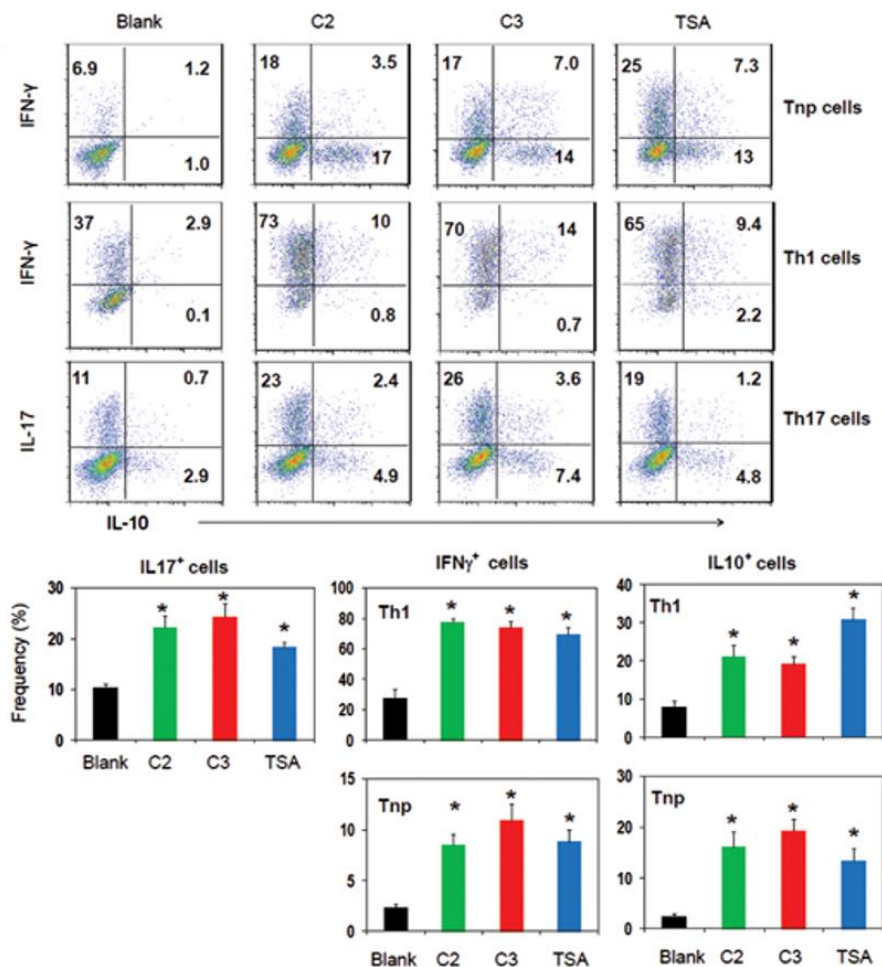 Blank C2 C3 TSA
IFN-γ 6.9 1.2 1.0 18 3.5 17 17 7.0 14 25 7.3 13 Tnp cells
IFN-γ 37 2.9 0.1 73 10 0.8 70 14 0.7 65 9.4 2.2 Th1 cells
IL-17 11 0.7 2.9 23 2.4 4.9 26 3.6 7.4 19 1.2 4.8 Th17 cells
IL-10
IL17⁺ cells
Frequency (%)
30
20
10
0
*
*
*
Blank C2 C3 TSA
IFNγ⁺ cells
100
80
60
40
20
0
Th1
*
*
*
15
10
5
0
Tnp
*
*
*
Blank C2 C3 TSA
IL10⁺ cells
40
30
20
10
0
Th1
*
*
*
30
20
10
0
Tnp
*
*
*
Blank C2 C3 TSA